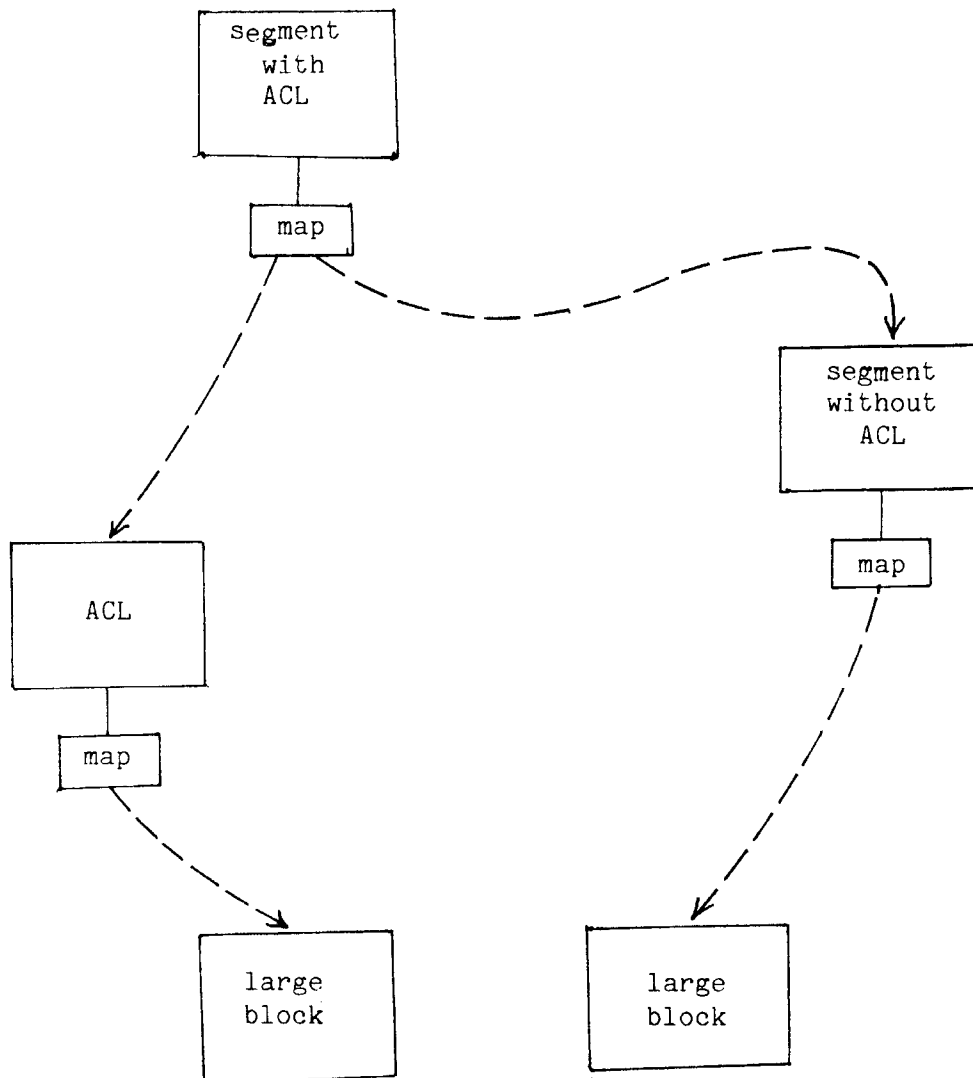 segment
with
ACL
map
segment
without
ACL
map
ACL
map
large
block
large
block